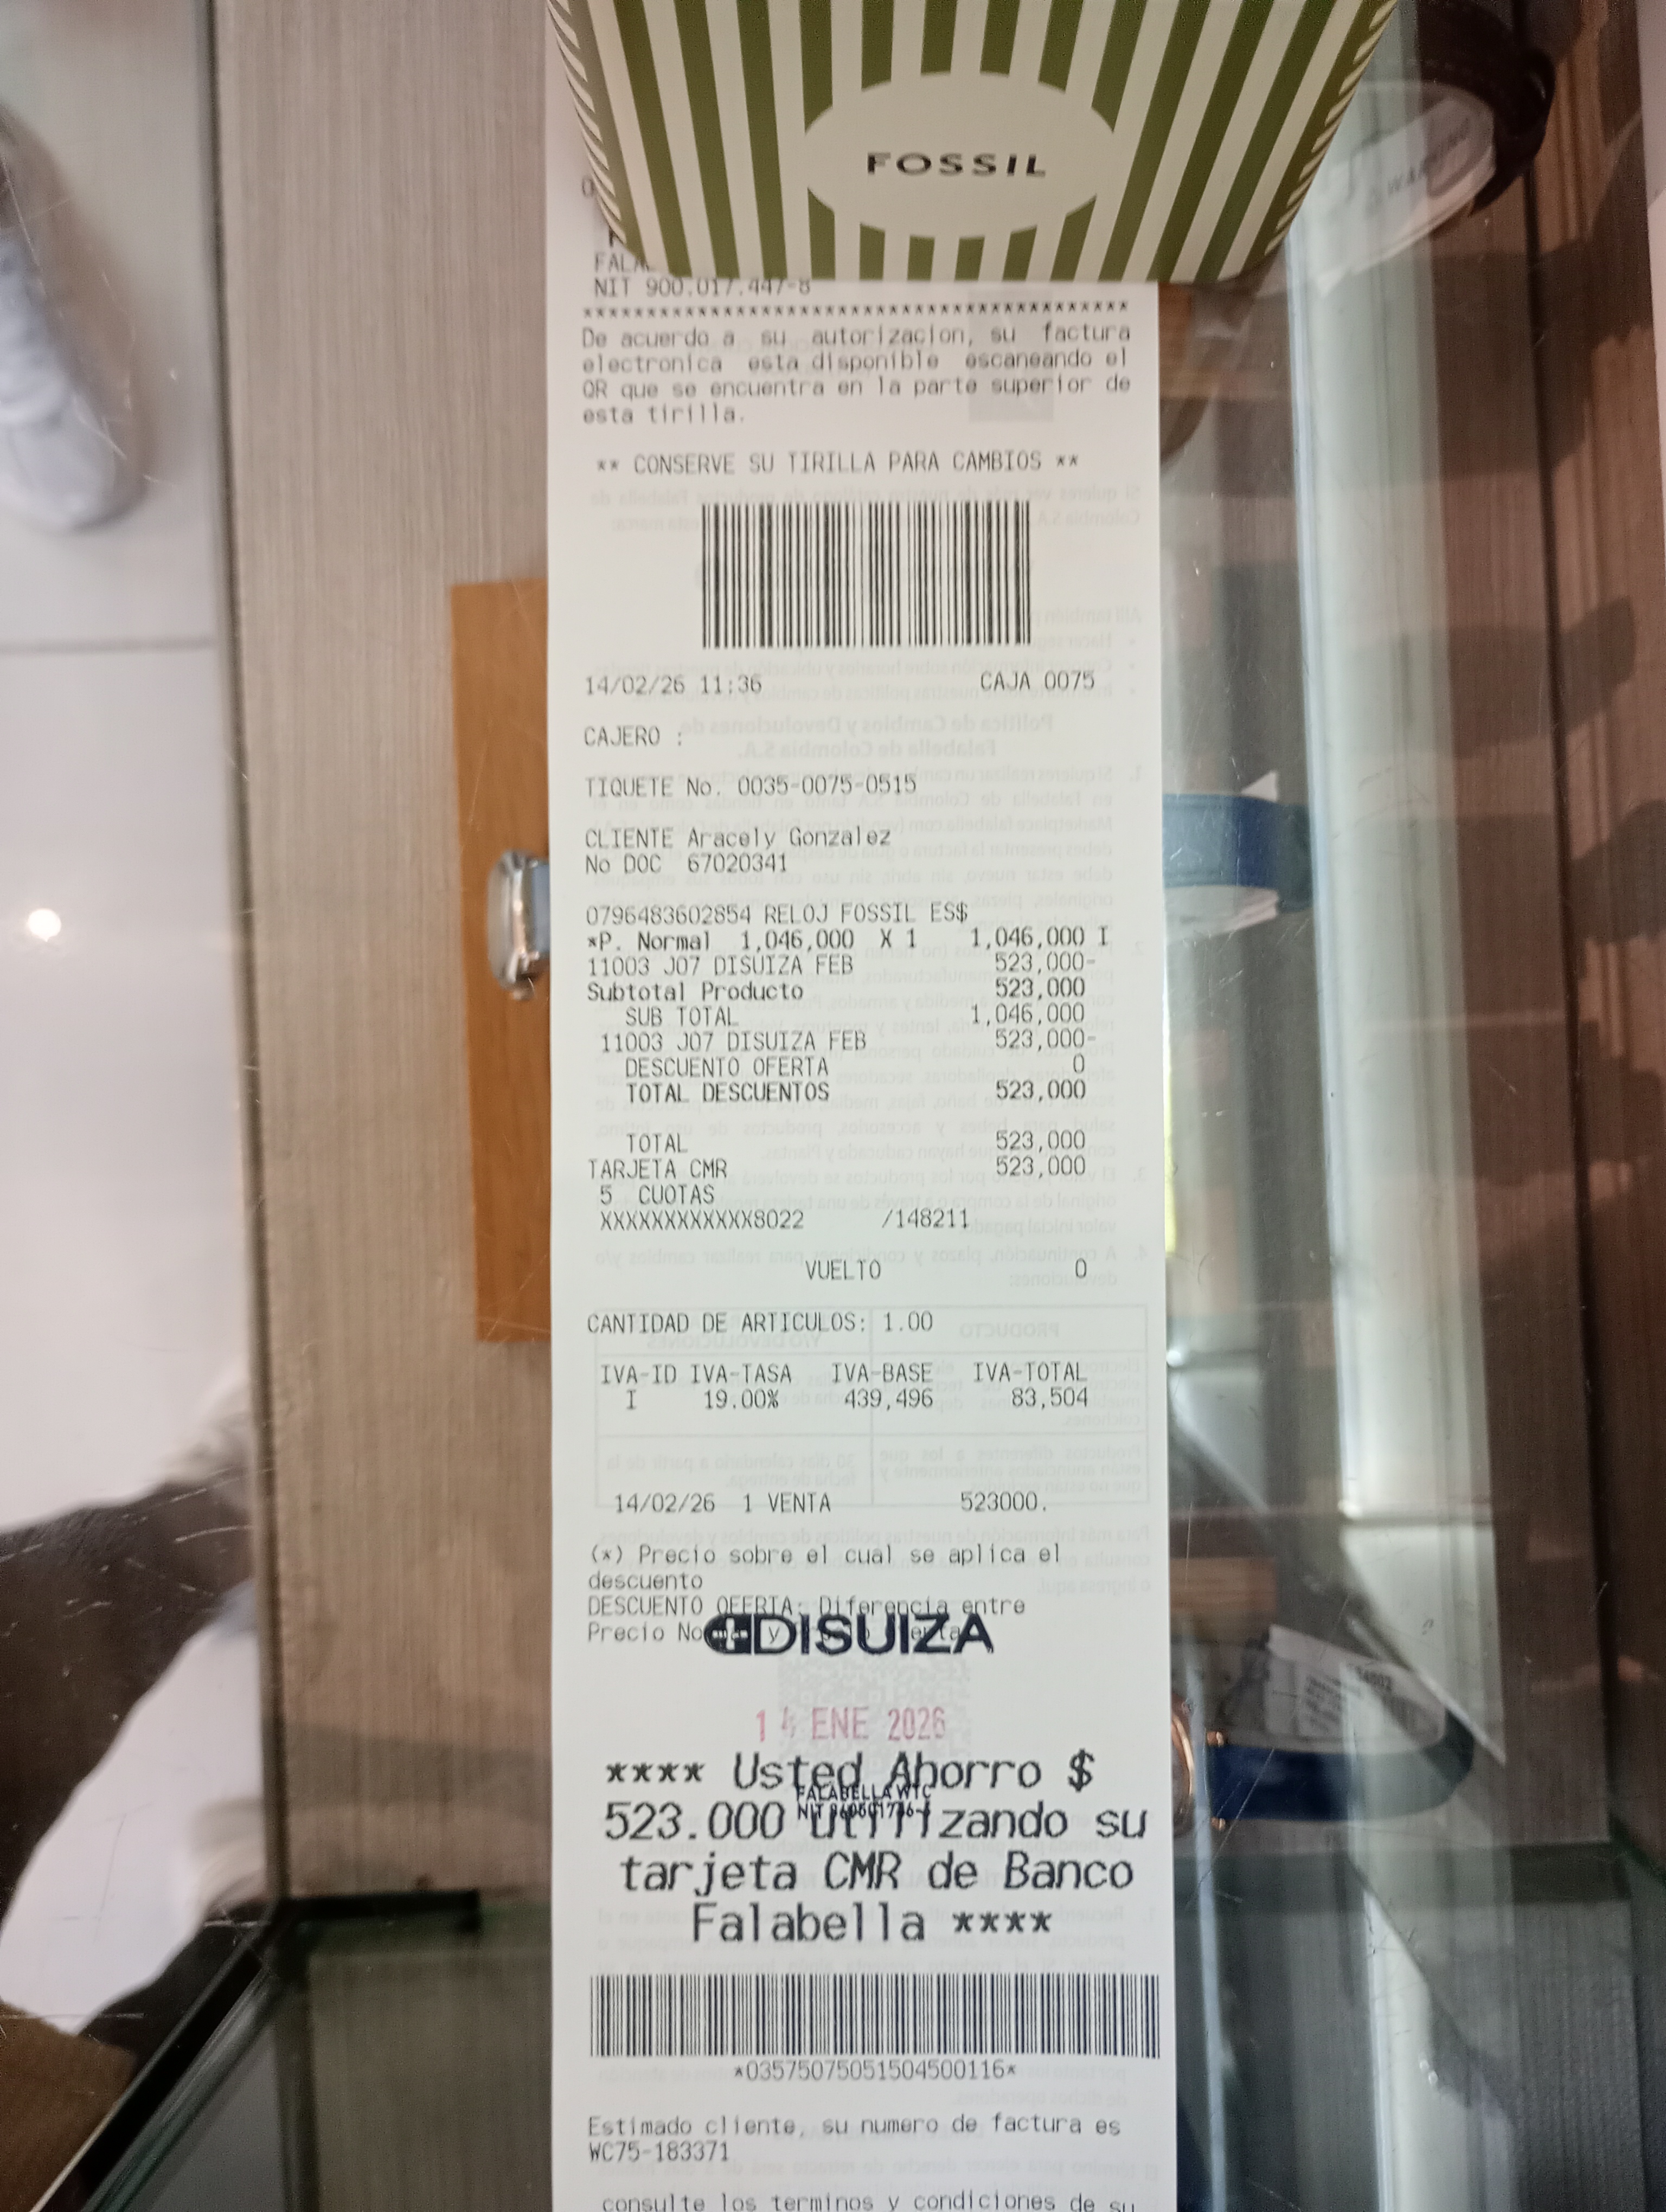 FOSSIL
NIT 900.017.447-8
*******************************************
De acuerdo a su autorizacion, su factura
electronica esta disponible escaneando el
QR que se encuentra en la parte superior de
esta tirilla.
** CONSERVE SU TIRILLA PARA CAMBIOS **
14/02/26 11:36 CAJA 0075
CAJERO :
TIQUETE No. 0035-0075-0515
CLIENTE Aracely Gonzalez
No DOC 67020341
0796483602854 RELOJ FOSSIL ES$
*P. Normal 1,046,000 X 1 1,046,000 I
11003 J07 DISUIZA FEB 523,000-
Subtotal Producto 523,000
SUB TOTAL 1,046,000
11003 J07 DISUIZA FEB 523,000-
DESCUENTO OFERTA 0
TOTAL DESCUENTOS 523,000
TOTAL 523,000
TARJETA CMR 523,000
5 CUOTAS
XXXXXXXXXXXX8022 /148211
VUELTO 0
CANTIDAD DE ARTICULOS: 1.00
IVA-ID IVA-TASA IVA-BASE IVA-TOTAL
I 19.00% 439,496 83,504
14/02/26 1 VENTA 523000.
(*) Precio sobre el cual se aplica el
descuento
DESCUENTO OFERTA: Diferencia entre
Precio
DISUIZA
14 ENE 2026
**** Usted Ahorro $
FALABELLA WTC
523.000 utilizando su
tarjeta CMR de Banco
Falabella ****
*03575075051504500116*
Estimado cliente, su numero de factura es
WC75-183371
consulte los terminos y condiciones de su